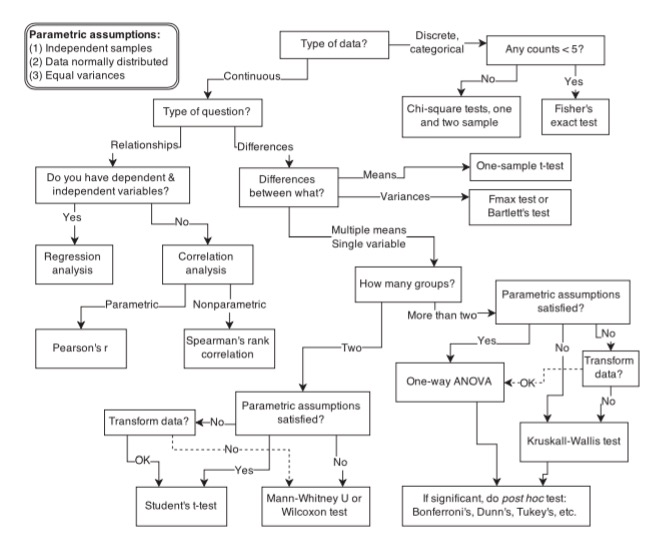 Parametric assumptions:
(1) Independent samples
(2) Data normally distributed
(3) Equal variances
Type of data?
Discrete,
categorical
Any counts < 5?
Continuous
No
Yes
Type of question?
Chi-square tests, one
and two sample
Fisher's
exact test
Relationships
Differences
Do you have dependent &
independent variables?
Differences
between what?
Means
One-sample t-test
Variances
Fmax test or
Bartlett's test
Yes
No
Multiple means
Single variable
Regression
analysis
Correlation
analysis
How many groups?
Parametric assumptions
satisfied?
Parametric
Nonparametric
More than two
Pearson's r
Spearman's rank
correlation
Two
Yes
No
No
Transform
data?
One-way ANOVA
OK
No
Parametric assumptions
satisfied?
Transform data?
No
Kruskall-Wallis test
No
OK
Yes
No
Student's t-test
Mann-Whitney U or
Wilcoxon test
If significant, do post hoc test:
Bonferroni's, Dunn's, Tukey's, etc.